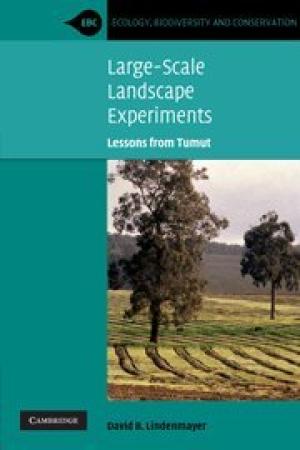 EBC ECOLOGY, BIODIVERSITY AND CONSERVATION
Large-Scale
Landscape
Experiments
Lessons from Tumut
CAMBRIDGE
David B. Lindenmayer